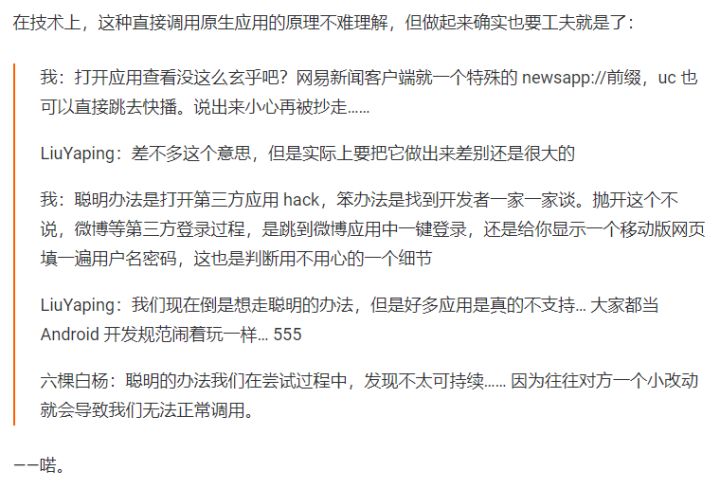 在技术上，这种直接调用原生应用的原理不难理解，但做起来确实也要工夫就是了：
我：打开应用查看没这么玄乎吧？网易新闻客户端就一个特殊的 newsapp://前缀，uc 也
可以直接跳去快播。说出来小心再被抄走……
LiuYaping：差不多这个意思，但是实际上要把它做出来差别还是很大的
我：聪明办法是打开第三方应用 hack，笨办法是找到开发者一家一家谈。抛开这个不
说，微博等第三方登录过程，是跳到微博应用中一键登录，还是给你显示一个移动版网页
填一遍用户名密码，这也是判断用不用心的一个细节
LiuYaping：我们现在倒是想走聪明的办法，但是好多应用是真的不支持... 大家都当
Android 开发规范闹着玩一样... 555
六棵白杨：聪明的办法我们在尝试过程中，发现不太可持续…… 因为往往对方一个小改动
就会导致我们无法正常调用。
——喏。